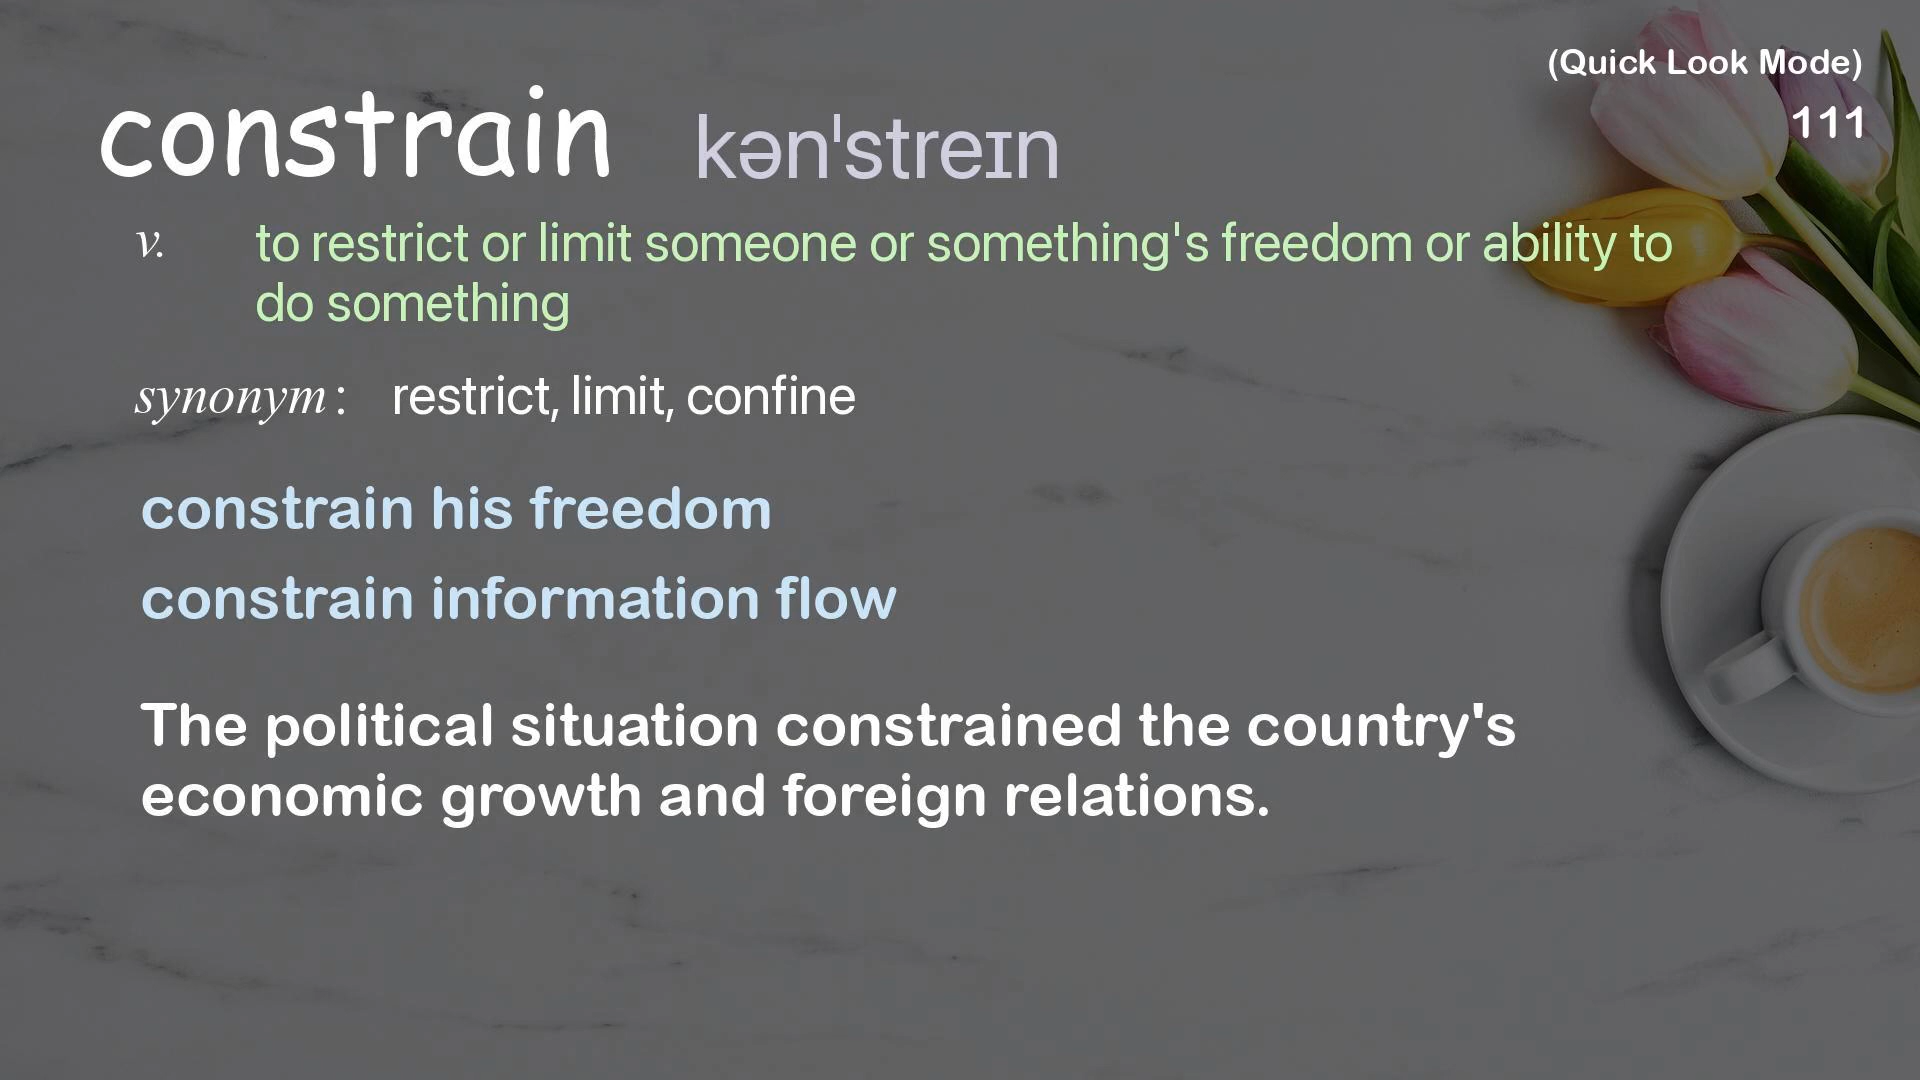 (Quick Look Mode)
111
constrain kən'streɪn
v. to restrict or limit someone or something's freedom or ability to
do something
synonym: restrict, limit, confine
constrain his freedom
constrain information flow
The political situation constrained the country's
economic growth and foreign relations.